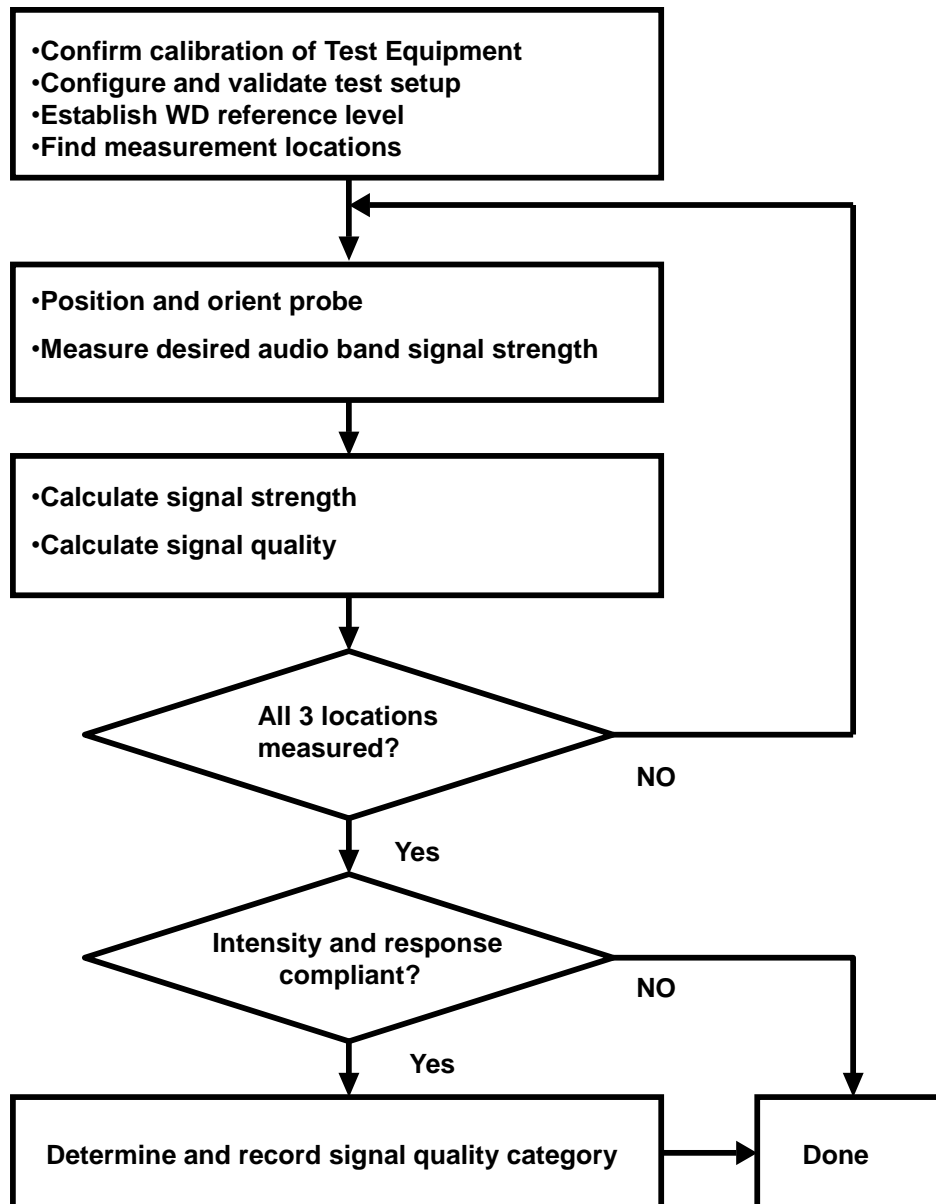 •Confirm calibration of Test Equipment
•Configure and validate test setup
•Establish WD reference level
•Find measurement locations
•Position and orient probe
•Measure desired audio band signal strength
•Calculate signal strength
•Calculate signal quality
All 3 locations
measured?
NO
Yes
Intensity and response
compliant?
NO
Yes
Determine and record signal quality category
Done